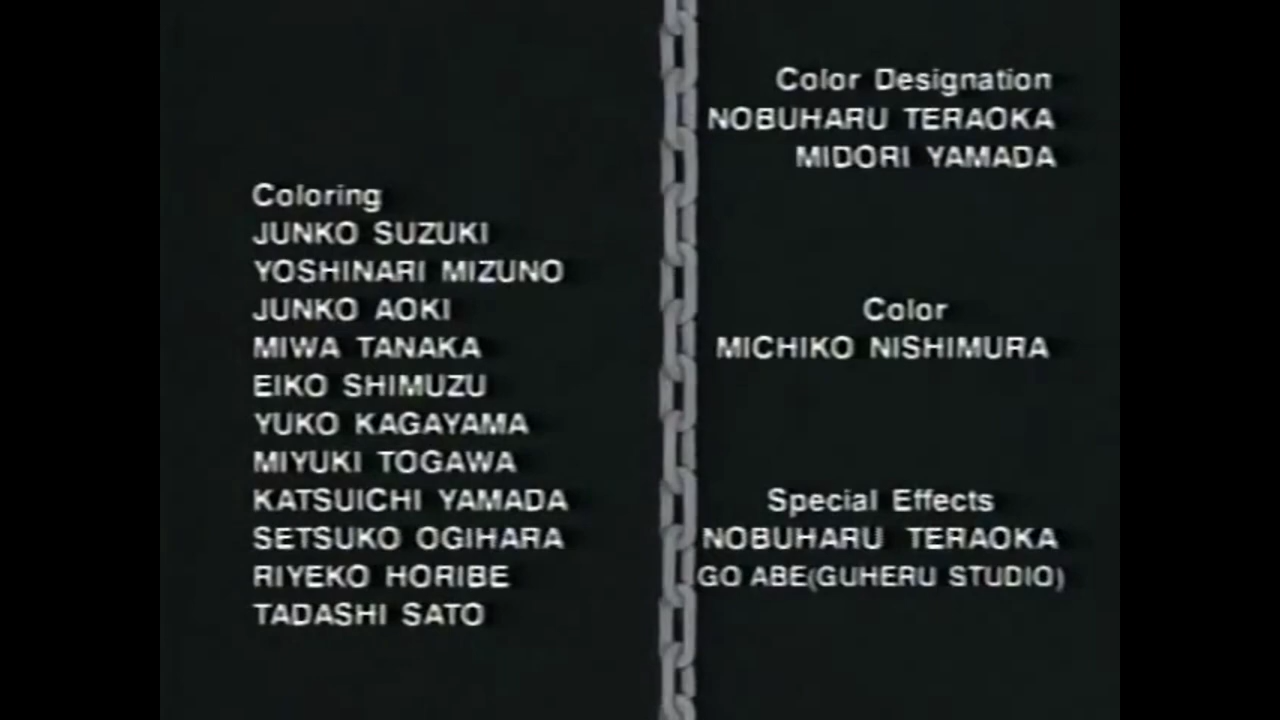 Coloring
JUNKO SUZUKI
YOSHINARI MIZUNO
JUNKO AOKI
MIWA TANAKA
EIKO SHIMUZU
YUKO KAGAYAMA
MIYUKI TOGAWA
KATSUICHI YAMADA
SETSUKO OGIHARA
RIYEKO HORIBE
TADASHI SATO
Color Designation
NOBUHARU TERAOKA
MIDORI YAMADA
Color
MICHIKO NISHIMURA
Special Effects
NOBUHARU TERAOKA
GO ABE(GUHERU STUDIO)